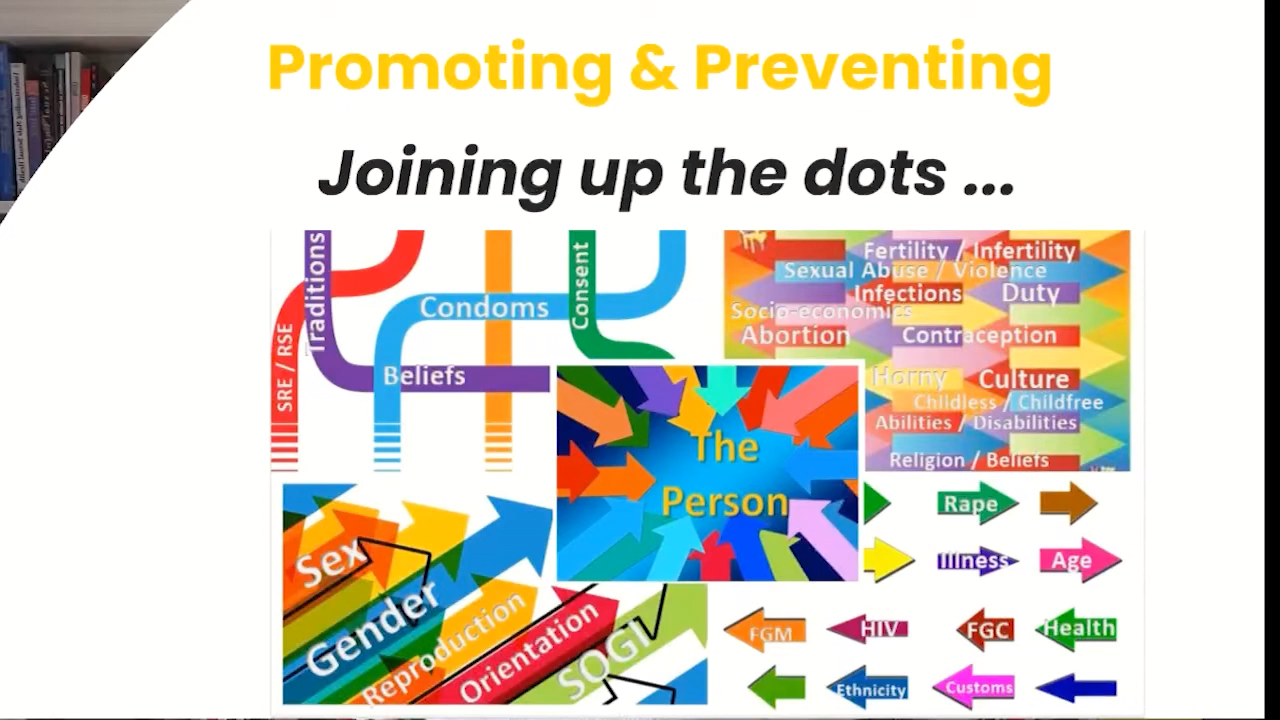 Promoting & Preventing
Joining up the dots ...
SRE / RSE
Traditions
Condoms
Consent
Beliefs
Fertility / Infertility
Sexual Abuse / Violence
Infections
Duty
Socio-economics
Abortion
Contraception
Horny
Culture
Childless / Childfree
Abilities / Disabilities
Religion / Beliefs
The
Person
Sex
Gender
Reproduction
Orientation
SOGI
Rape
Illness
Age
FGM
HIV
FGC
Health
Ethnicity
Customs